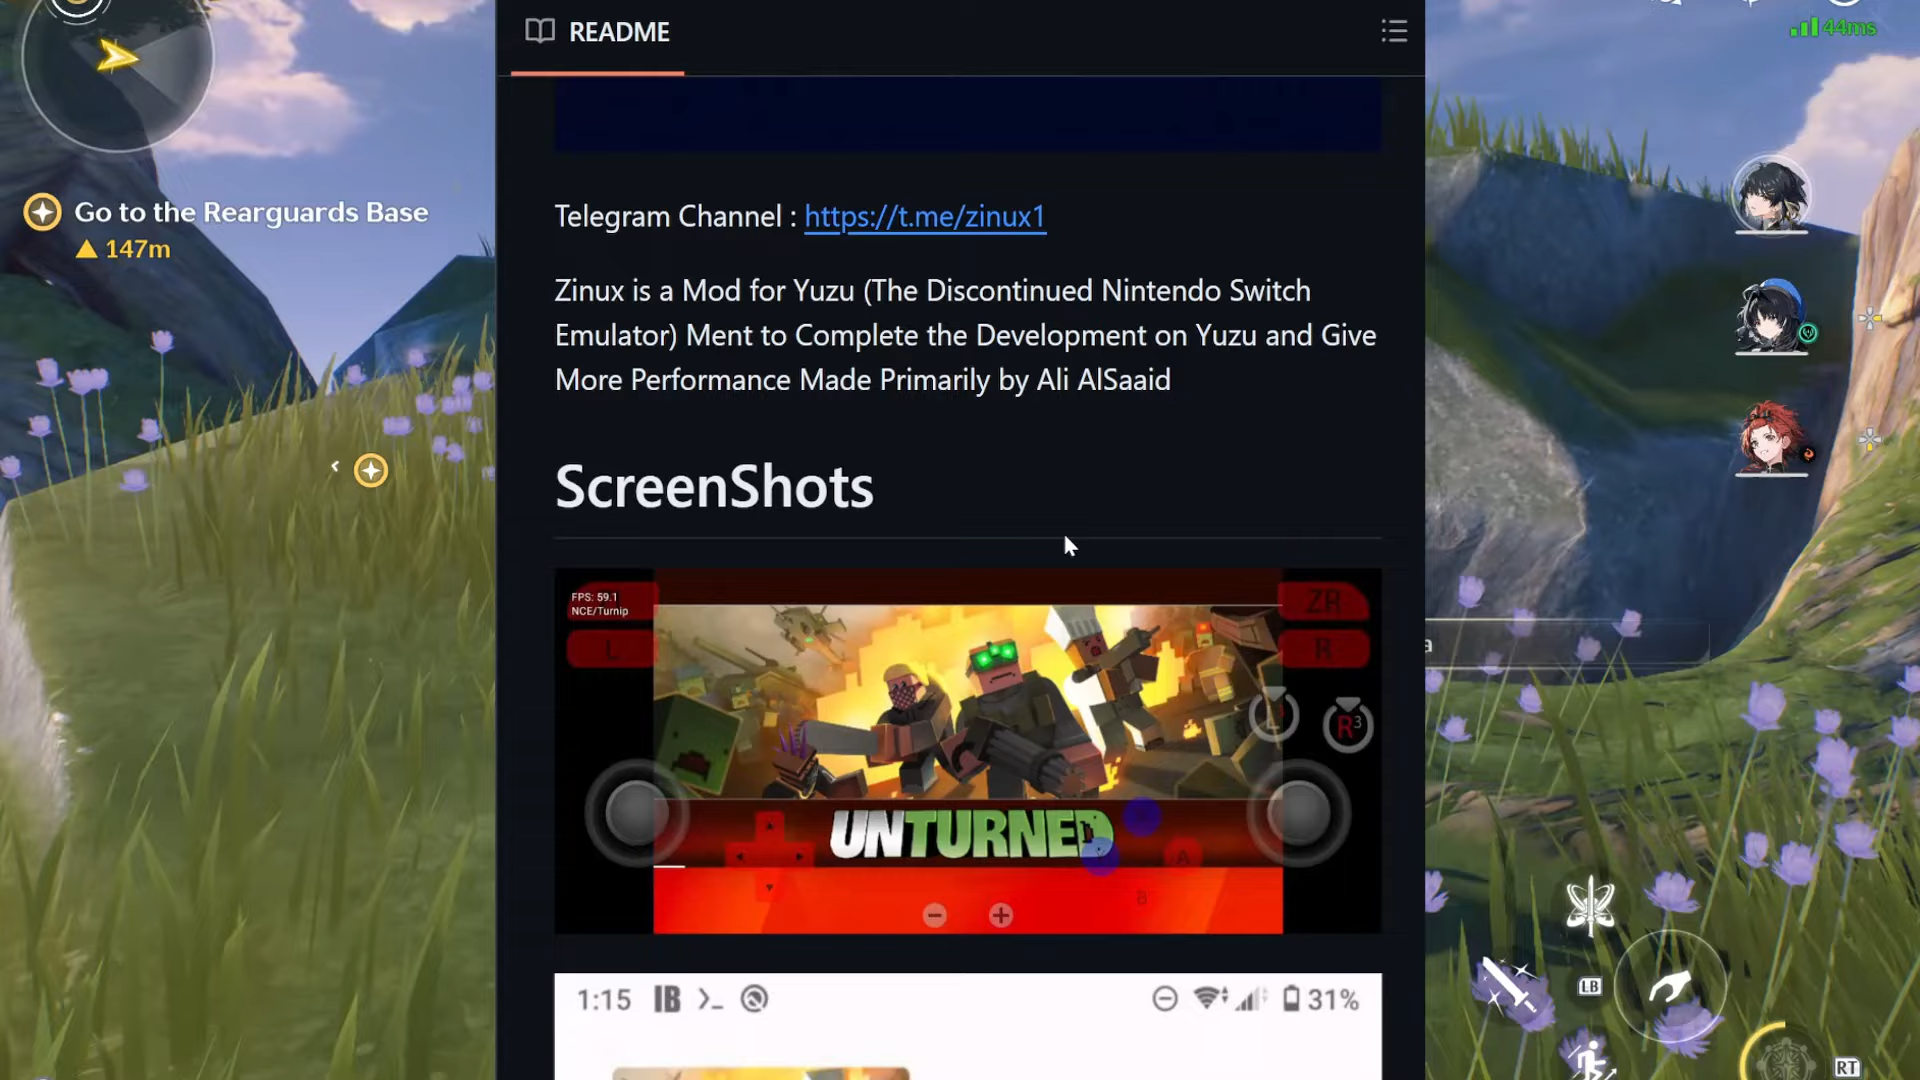 README
44ms
Go to the Rearguards Base
147m
Telegram Channel : https://t.me/zinux1
Zinux is a Mod for Yuzu (The Discontinued Nintendo Switch
Emulator) Ment to Complete the Development on Yuzu and Give
More Performance Made Primarily by Ali AlSaaid
ScreenShots
FPS: 59.1
NCE/Turnip
ZR
L
R
L
R3
UNTURNED
A
B
LB
RT
1:15
31%